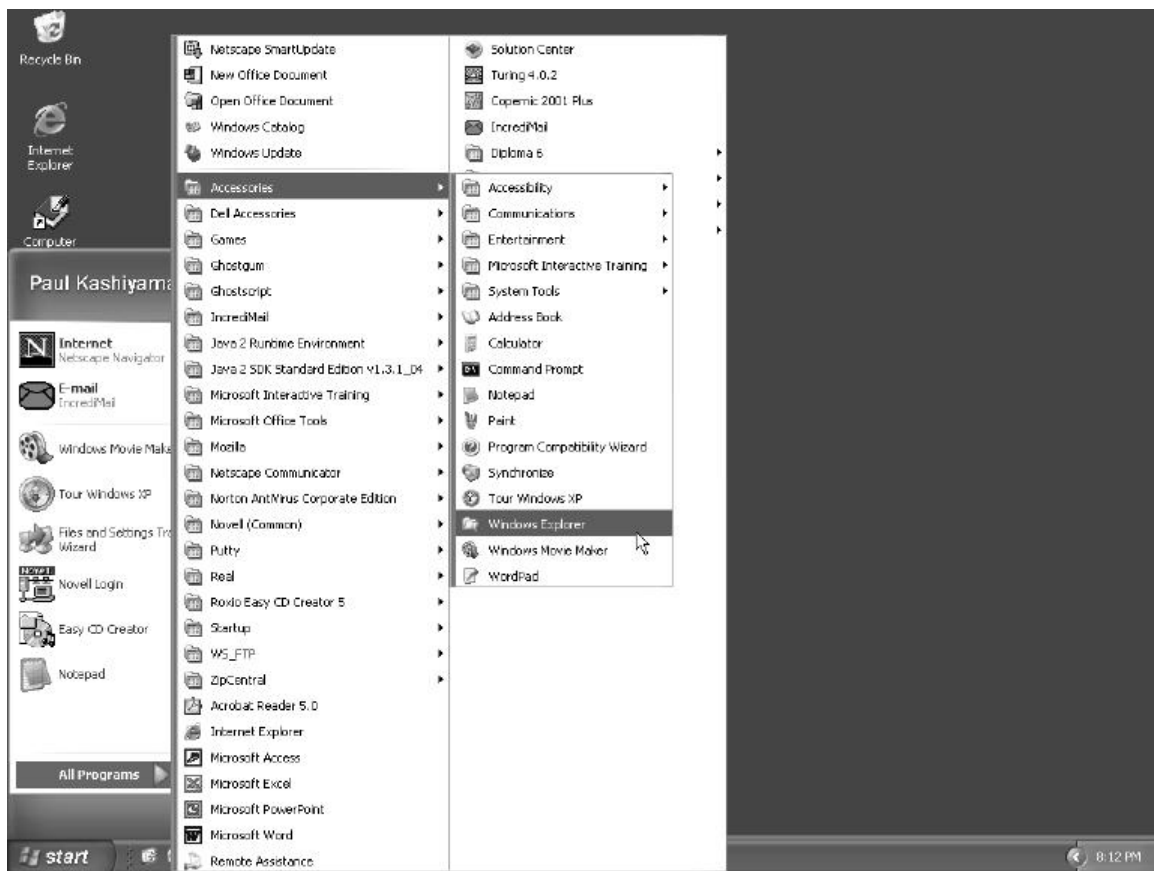 Recycle Bin
Internet
Explorer
Computer
Paul Kashiyama
Internet
Netscape Navigator
E-mail
IncrediMail
Windows Movie Make
Tour Windows XP
Files and Settings Tra
Wizard
Novell Login
Easy CD Creator
Notepad
All Programs
start
Netscape SmartUpdate
New Office Document
Open Office Document
Windows Catalog
Windows Update
Accessories
Dell Accessories
Games
Ghostgum
Ghostscript
IncrediMail
Java 2 Runtime Environment
Java 2 SDK Standard Edition v1.3.1_04
Microsoft Interactive Training
Microsoft Office Tools
Mozilla
Netscape Communicator
Norton AntiVirus Corporate Edition
Novell (Common)
Putty
Real
Roxio Easy CD Creator 5
Startup
WS_FTP
ZipCentral
Acrobat Reader 5.0
Internet Explorer
Microsoft Access
Microsoft Excel
Microsoft PowerPoint
Microsoft Word
Remote Assistance
Solution Center
Turing 4.0.2
Copernic 2001 Plus
IncrediMail
Diploma 6
Accessibility
Communications
Entertainment
Microsoft Interactive Training
System Tools
Address Book
Calculator
Command Prompt
Notepad
Paint
Program Compatibility Wizard
Synchronize
Tour Windows XP
Windows Explorer
Windows Movie Maker
WordPad
8:12 PM